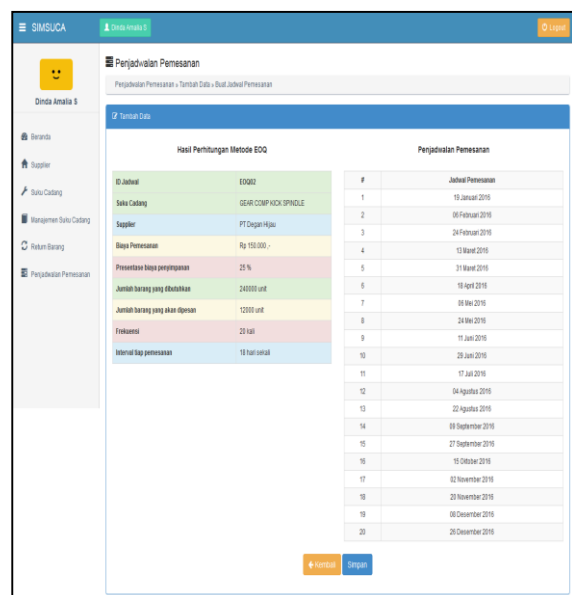 SIMSUCA
Dinda Amalia S
Logout
Dinda Amalia S
Beranda
Supplier
Suku Cadang
Manajemen Suku Cadang
Return Barang
Penjadwalan Pemesanan
Penjadwalan Pemesanan
Penjadwalan Pemesanan » Tambah Data » Buat Jadwal Pemesanan
Tambah Data
Hasil Perhitungan Metode EOQ
ID Jadwal EOQ02
Suku Cadang GEAR COMP KICK SPINDLE
Supplier PT Degan Hijau
Biaya Pemesanan Rp 150.000 ,-
Presentase biaya penyimpanan 25 %
Jumlah barang yang dibutuhkan 240000 unit
Jumlah barang yang akan dipesan 12000 unit
Frekuensi 20 kali
Interval tiap pemesanan 18 hari sekali
Penjadwalan Pemesanan
# Jadwal Pemesanan
1 19 Januari 2016
2 06 Februari 2016
3 24 Februari 2016
4 13 Maret 2016
5 31 Maret 2016
6 18 April 2016
7 06 Mei 2016
8 24 Mei 2016
9 11 Juni 2016
10 29 Juni 2016
11 17 Juli 2016
12 04 Agustus 2016
13 22 Agustus 2016
14 09 September 2016
15 27 September 2016
16 15 Oktober 2016
17 02 November 2016
18 20 November 2016
19 08 Desember 2016
20 26 Desember 2016
Kembali
Simpan